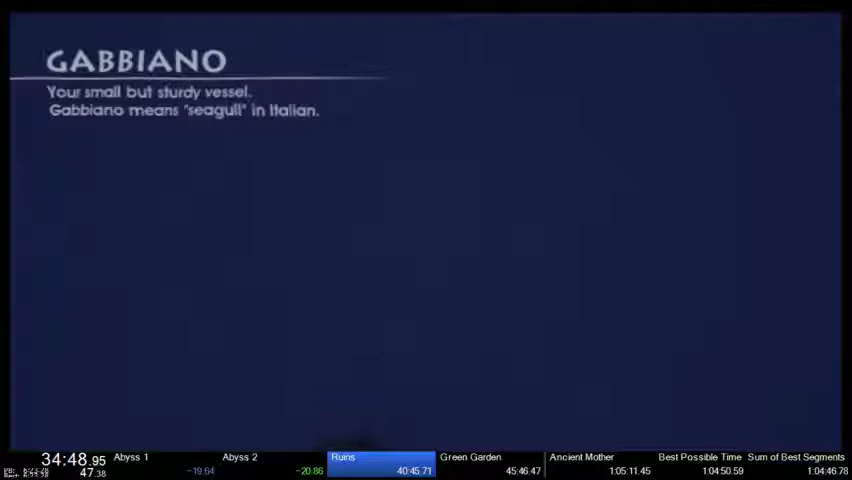 GABBIANO
Your small but sturdy vessel.
Gabbiano means "seagull" in Italian.
34:48.95
47.38
Abyss 1
-19.64
Abyss 2
-20.86
Ruins
40:45.71
Green Garden
45:46.47
Ancient Mother
1:05:11.45
Best Possible Time
1:04:50.59
Sum of Best Segments
1:04:46.78